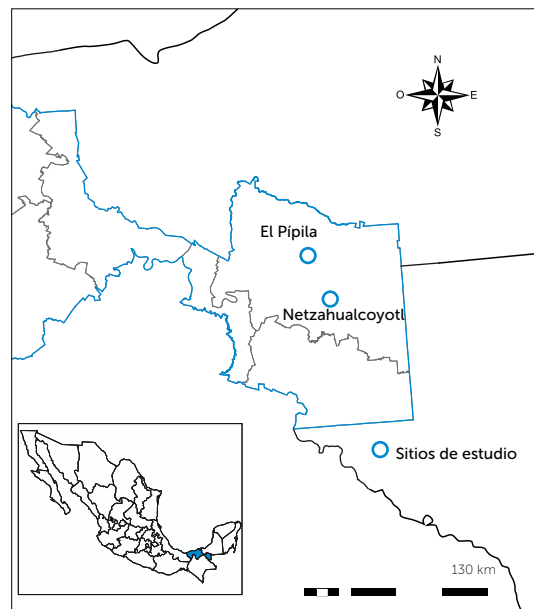 N
O
E
S
El Pípila
Netzahualcoyotl
Sitios de estudio
130 km